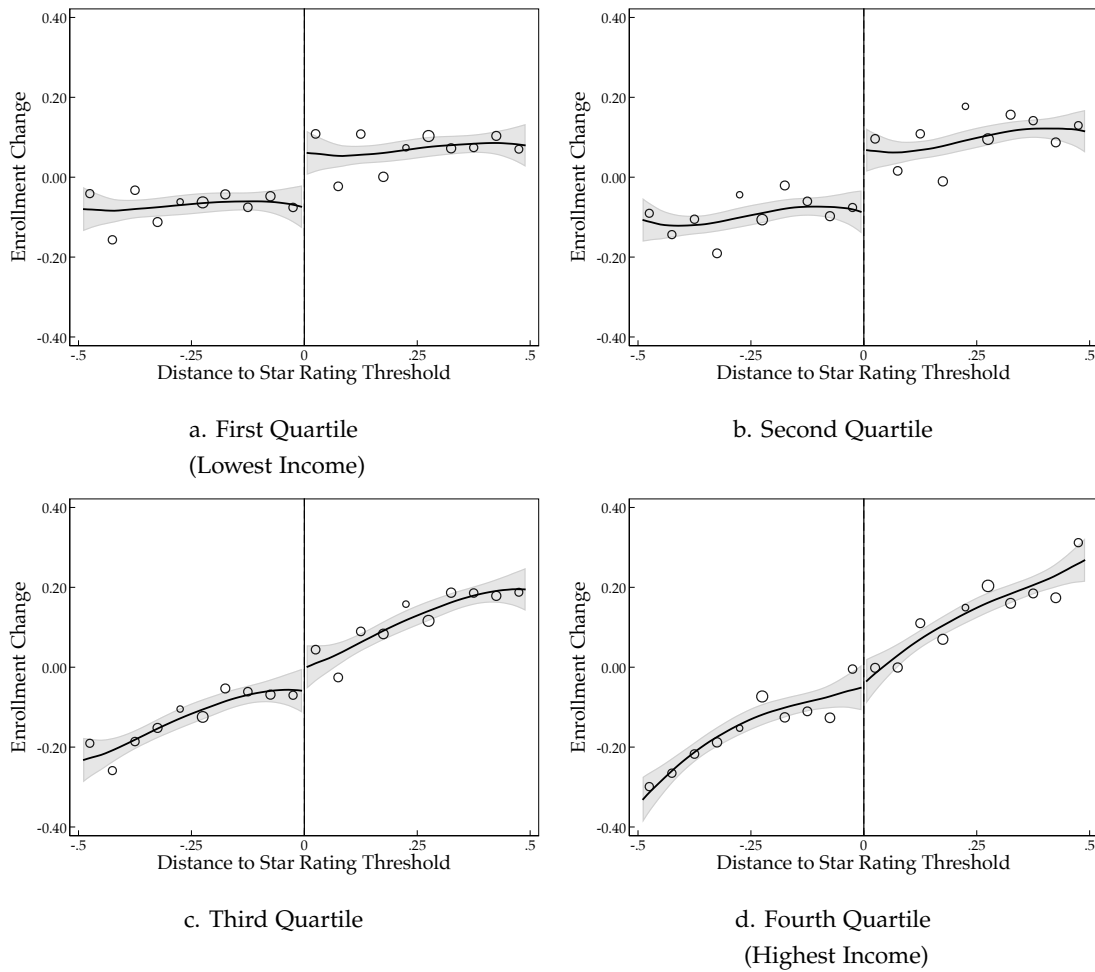 0.40
0.20
0.00
-0.20
-0.40
Enrollment Change
-.5 -.25 0 .25 .5
Distance to Star Rating Threshold
a. First Quartile
(Lowest Income)
0.40
0.20
0.00
-0.20
-0.40
Enrollment Change
-.5 -.25 0 .25 .5
Distance to Star Rating Threshold
b. Second Quartile
0.40
0.20
0.00
-0.20
-0.40
Enrollment Change
-.5 -.25 0 .25 .5
Distance to Star Rating Threshold
c. Third Quartile
0.40
0.20
0.00
-0.20
-0.40
Enrollment Change
-.5 -.25 0 .25 .5
Distance to Star Rating Threshold
d. Fourth Quartile
(Highest Income)